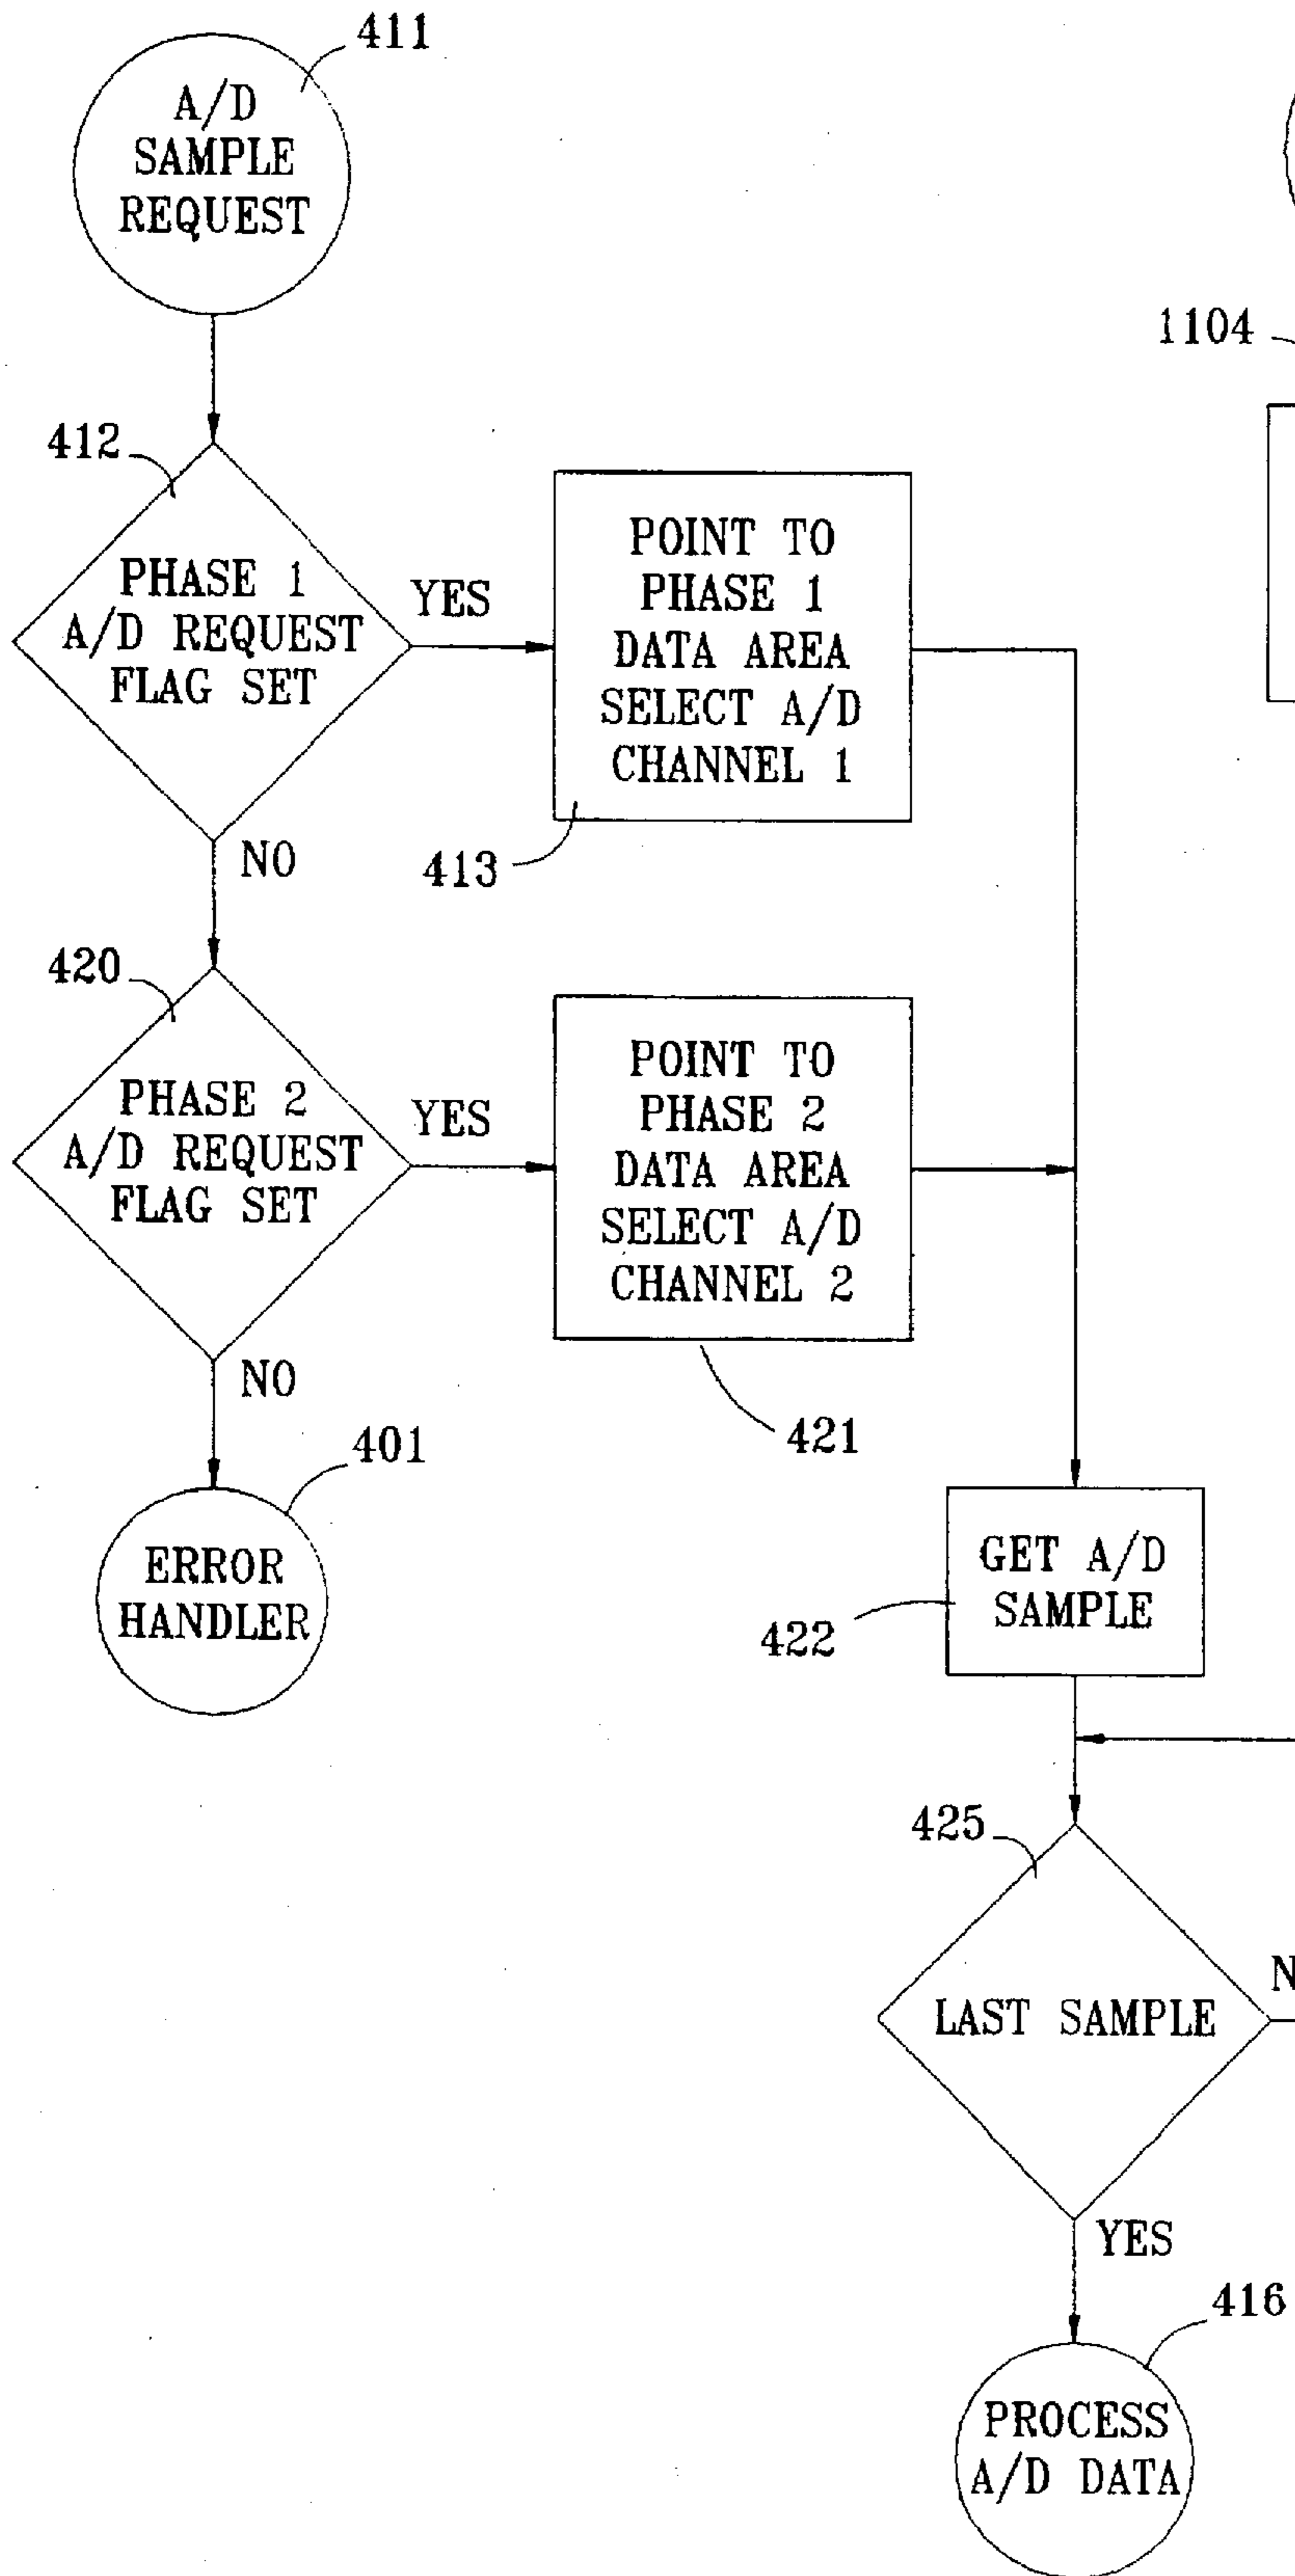 411
A/D
SAMPLE
REQUEST
1104
412
PHASE 1
A/D REQUEST
FLAG SET
YES
POINT TO
PHASE 1
DATA AREA
SELECT A/D
CHANNEL 1
413
NO
420
PHASE 2
A/D REQUEST
FLAG SET
YES
POINT TO
PHASE 2
DATA AREA
SELECT A/D
CHANNEL 2
421
NO
401
ERROR
HANDLER
GET A/D
SAMPLE
422
425
LAST SAMPLE
N
YES
416
PROCESS
A/D DATA